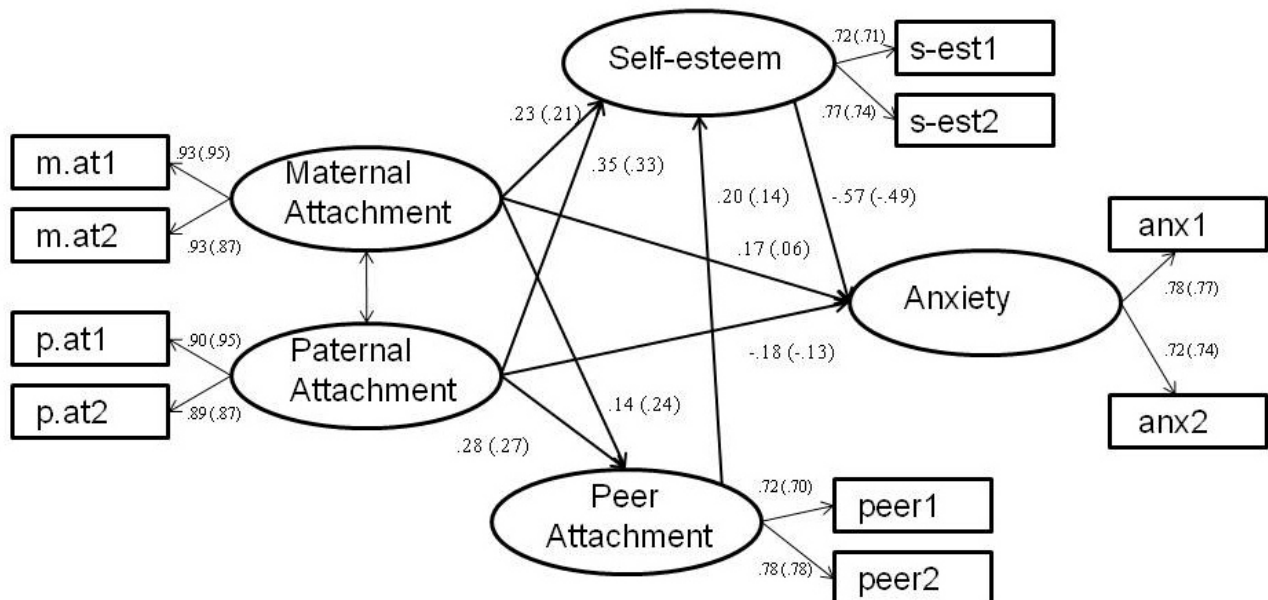 Self-esteem
.72(.71)
s-est1
.77(.74)
s-est2
.23 (.21)
m.at1
.93(.95)
Maternal
Attachment
.35 (.33)
.20 (.14)
-.57 (-.49)
m.at2
.93(.87)
anx1
.17 (.06)
.78(.77)
Anxiety
p.at1
.90(.95)
Paternal
Attachment
-.18 (-.13)
.72(.74)
p.at2
.89(.87)
.14 (.24)
anx2
.28 (.27)
Peer
Attachment
.72(.70)
peer1
.78(.78)
peer2